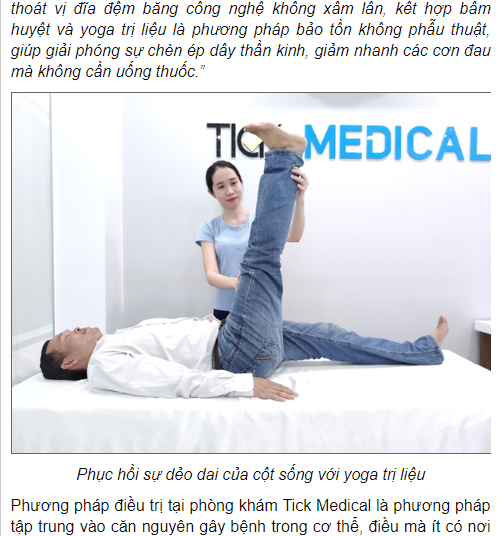 thoát vị đĩa đệm bằng công nghệ không xâm lấn, kết hợp bấm
huyệt và yoga trị liệu là phương pháp bảo tồn không phẫu thuật,
giúp giải phóng sự chèn ép dây thần kinh, giảm nhanh các cơn đau
mà không cần uống thuốc.”
TICK MEDICAL
Phục hồi sự dẻo dai của cột sống với yoga trị liệu
Phương pháp điều trị tại phòng khám Tick Medical là phương pháp
tập trung vào căn nguyên gây bệnh trong cơ thể, điều mà ít có nơi